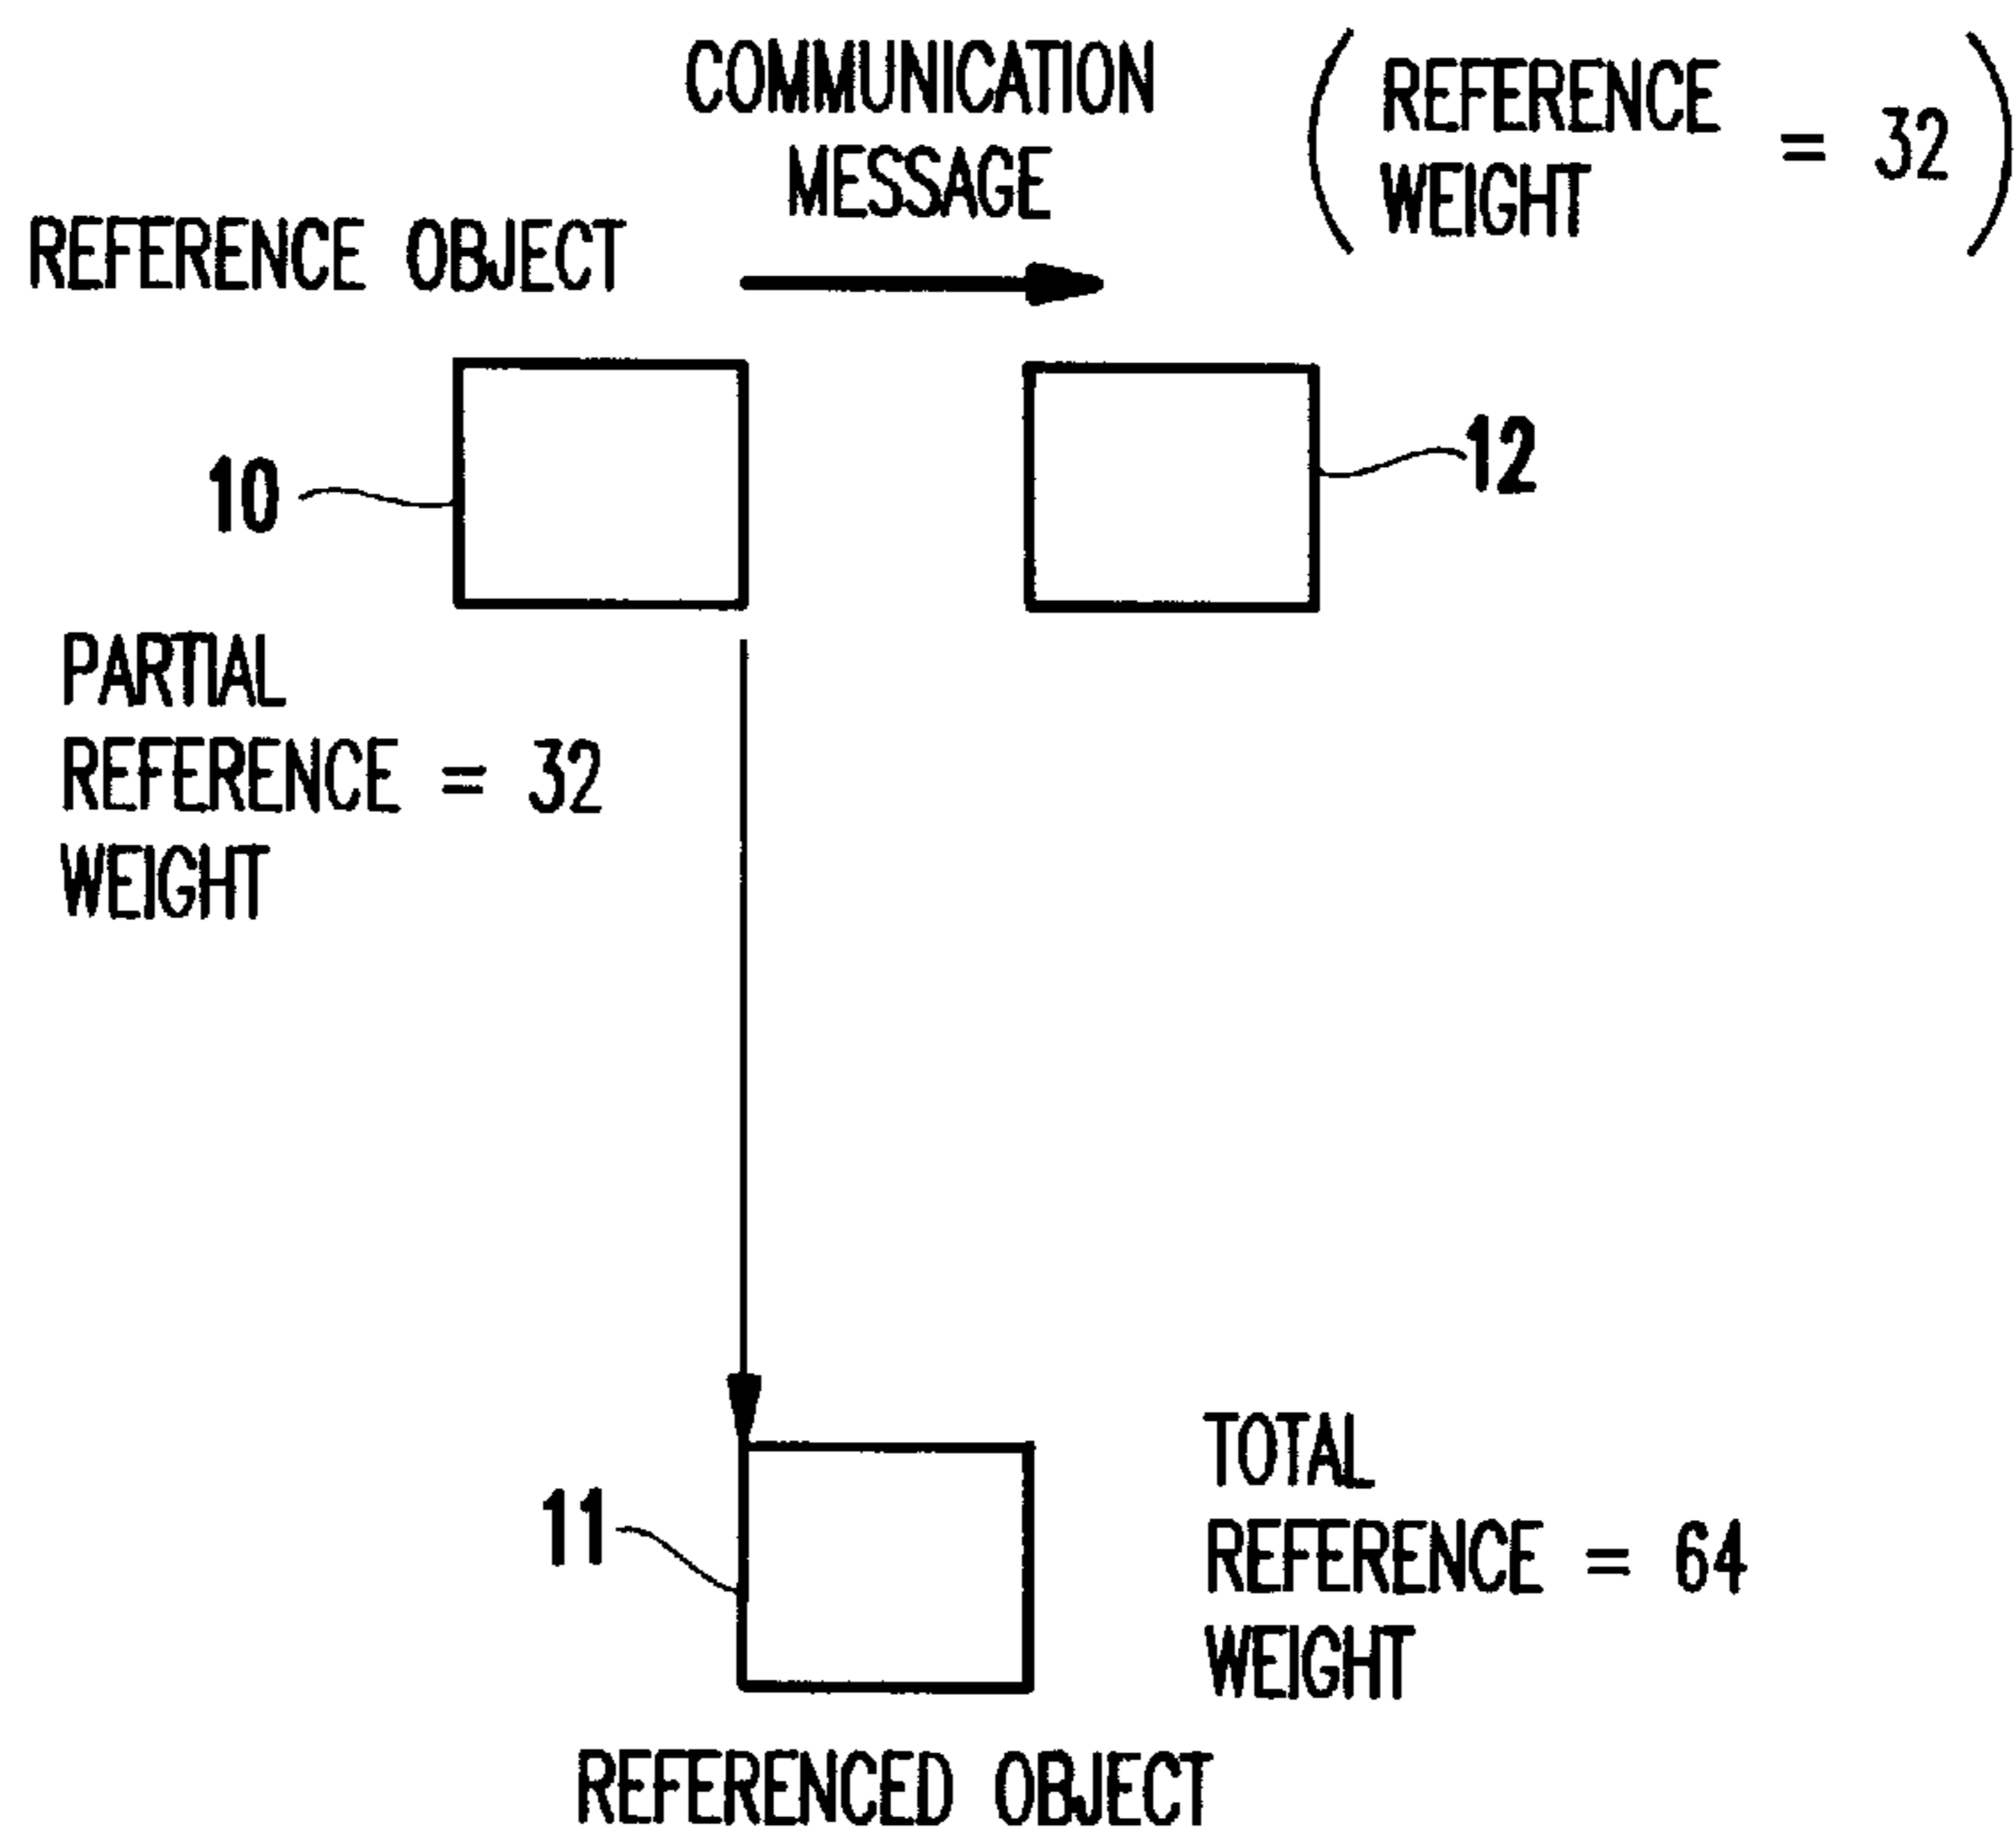 COMMUNICATION
MESSAGE
(REFERENCE
WEIGHT = 32)
REFERENCE OBJECT
10
12
PARTIAL
REFERENCE = 32
WEIGHT
11
TOTAL
REFERENCE = 64
WEIGHT
REFERENCED OBJECT